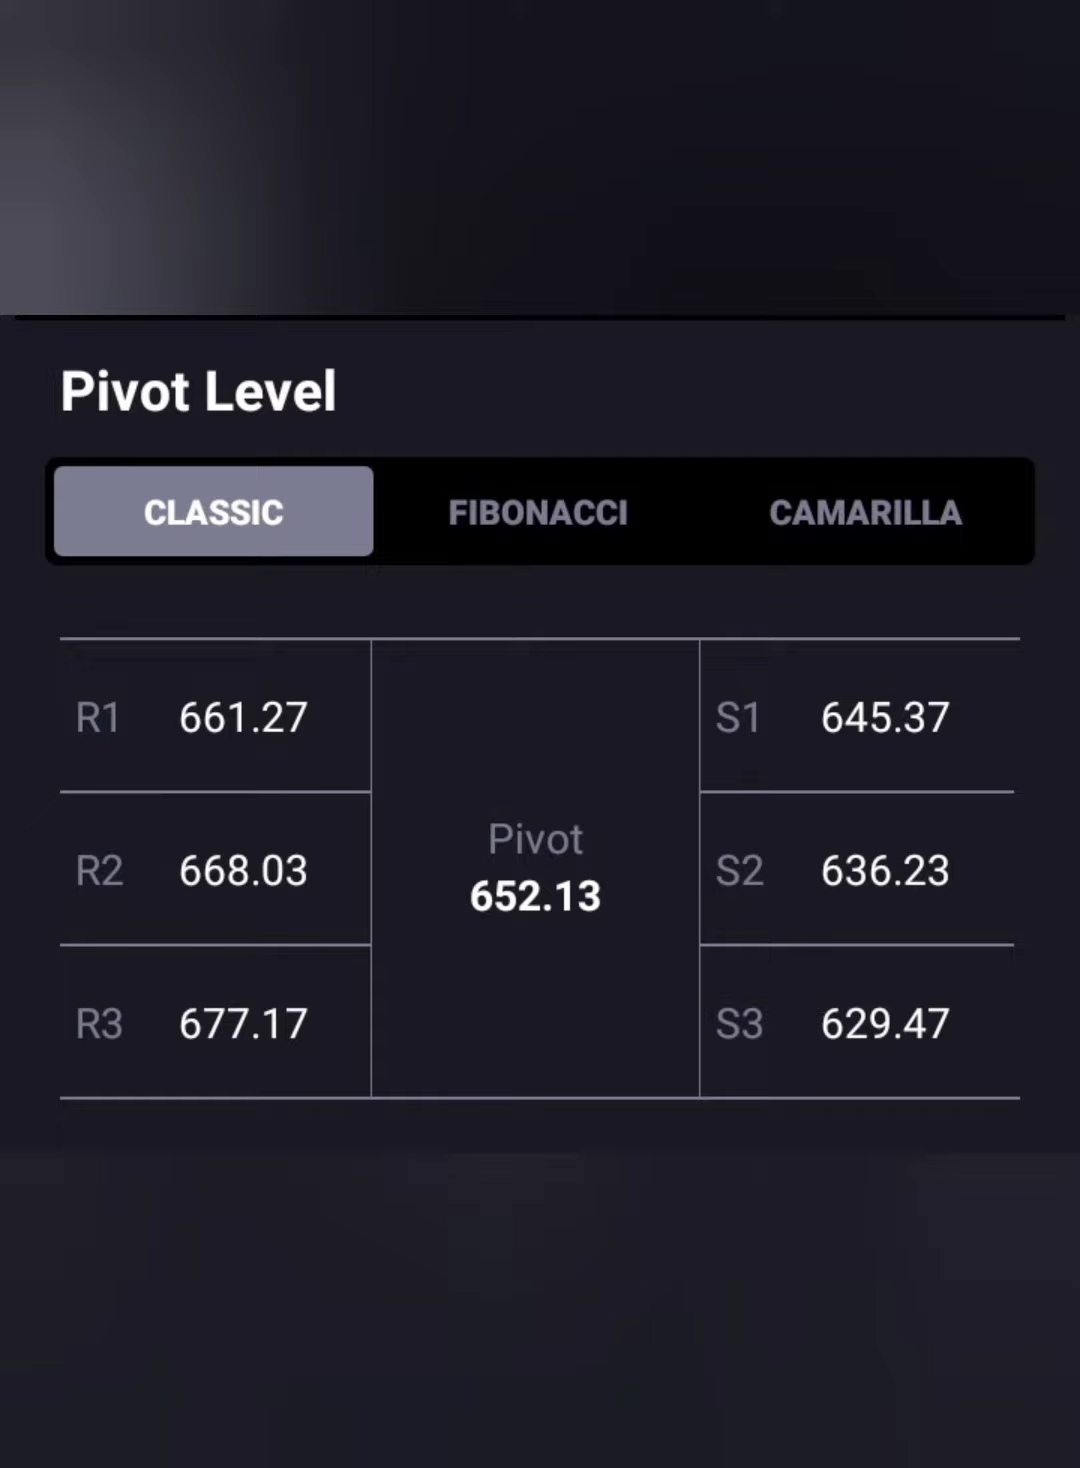 Pivot Level
CLASSIC FIBONACCI CAMARILLA
R1 661.27 S1 645.37
Pivot
R2 668.03 652.13 S2 636.23
R3 677.17 S3 629.47